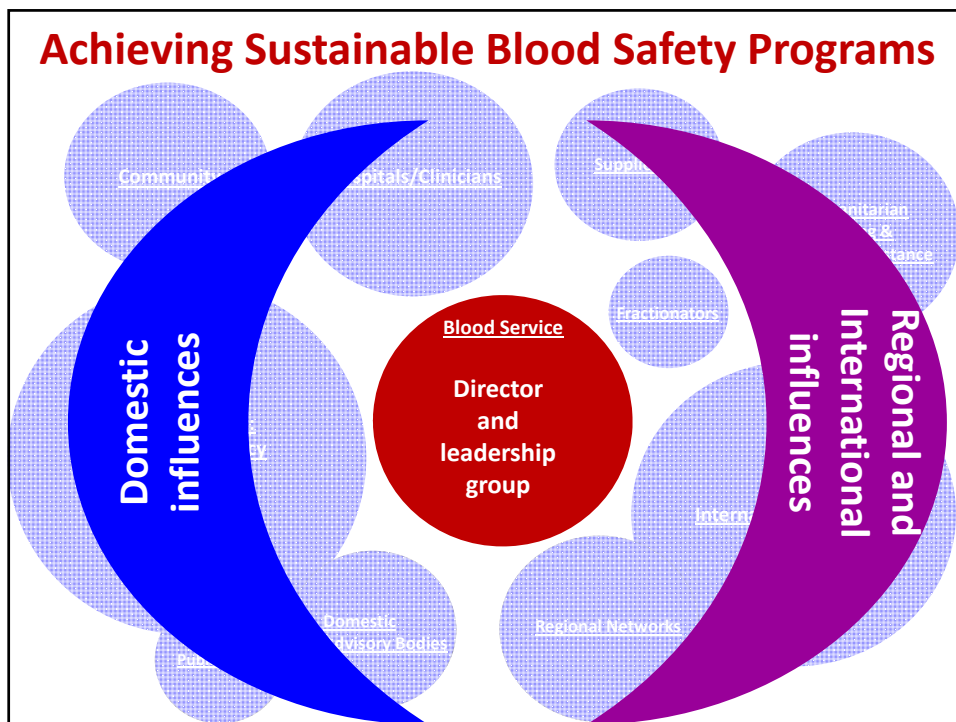 Achieving Sustainable Blood Safety Programs
Community
Hospitals/Clinicians
Fractionators
Blood Service
Director
and
leadership
group
Domestic
influences
Regional and
International
influences
Regional Networks
Domestic
Advisory Bodies